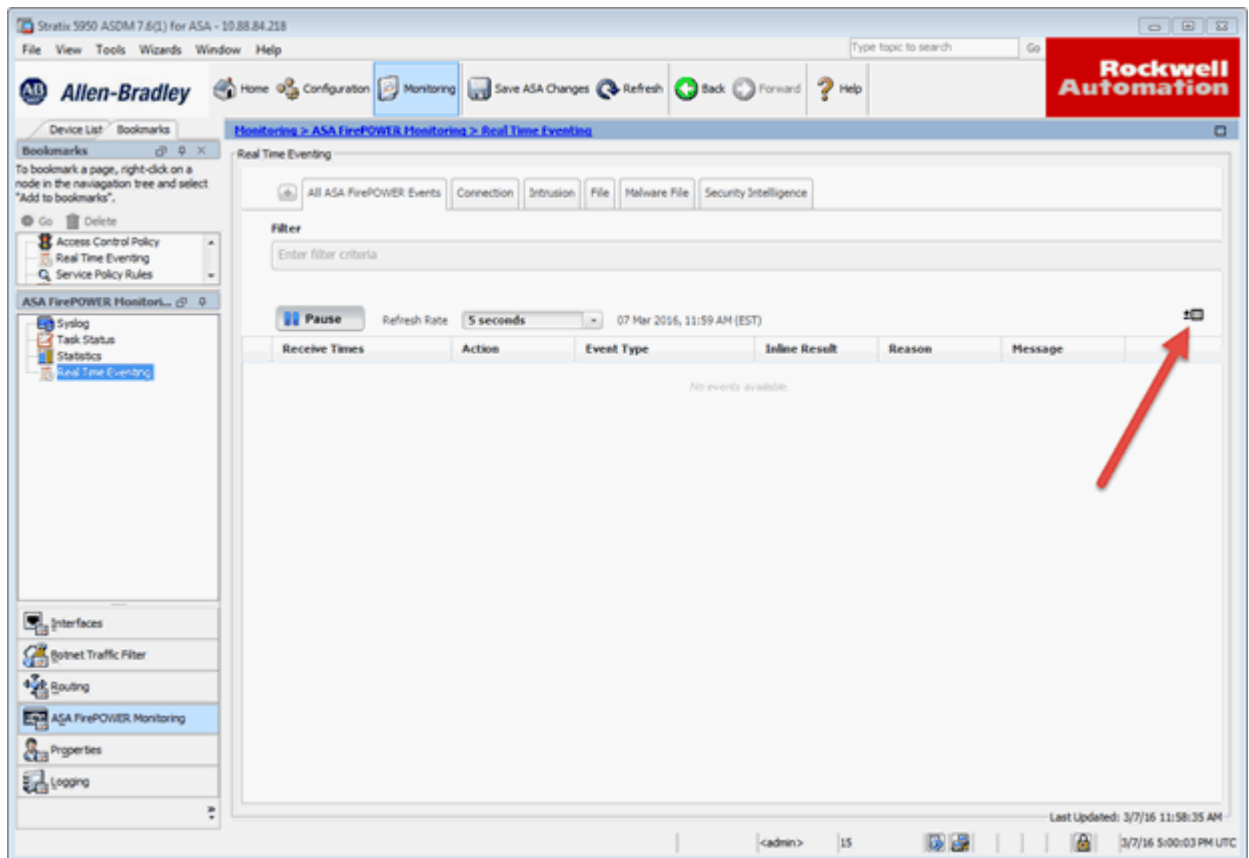 Stratix 5950 ASDM 7.6(1) for ASA - 10.88.84.218
File View Tools Wizards Window Help
Type topic to search Go
Rockwell
Automation
AB Allen-Bradley
Home Configuration Monitoring Save ASA Changes Refresh Back Forward Help
Device List Bookmarks
Monitoring > ASA FirePOWER Monitoring > Real Time Eventing
Bookmarks
To bookmark a page, right-click on a
node in the naviagation tree and select
"Add to bookmarks".
Go Delete
Access Control Policy
Real Time Eventing
Service Policy Rules
ASA FirePOWER Monitori...
Syslog
Task Status
Statistics
Real Time Eventing
Real Time Eventing
All ASA FirePOWER Events Connection Intrusion File Malware File Security Intelligence
Filter
Enter filter criteria
Pause Refresh Rate 5 seconds 07 Mar 2016, 11:59 AM (EST)
Receive Times Action Event Type Inline Result Reason Message
No events available.
Interfaces
Botnet Traffic Filter
Routing
ASA FirePOWER Monitoring
Properties
Logging
Last Updated: 3/7/16 11:58:35 AM
<admin> 15 3/7/16 5:00:03 PM UTC